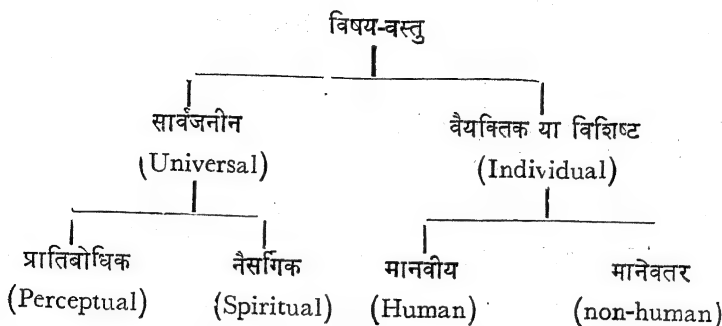 विषय-वस्तु
सार्वजनीन वैयक्तिक या विशिष्ट
(Universal) (Individual)
प्रातिबोधिक नैसर्गिक मानवीय मानेवतर
(Perceptual) (Spiritual) (Human) (non-human)